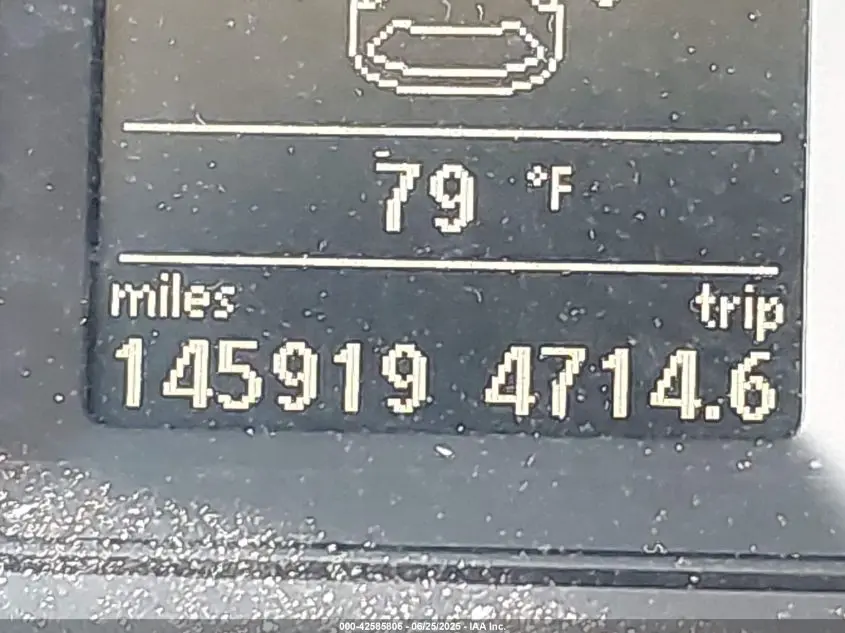 79 °F
miles trip
145919 4714.6
000-42585806 - 06/25/2025 - IAA Inc.